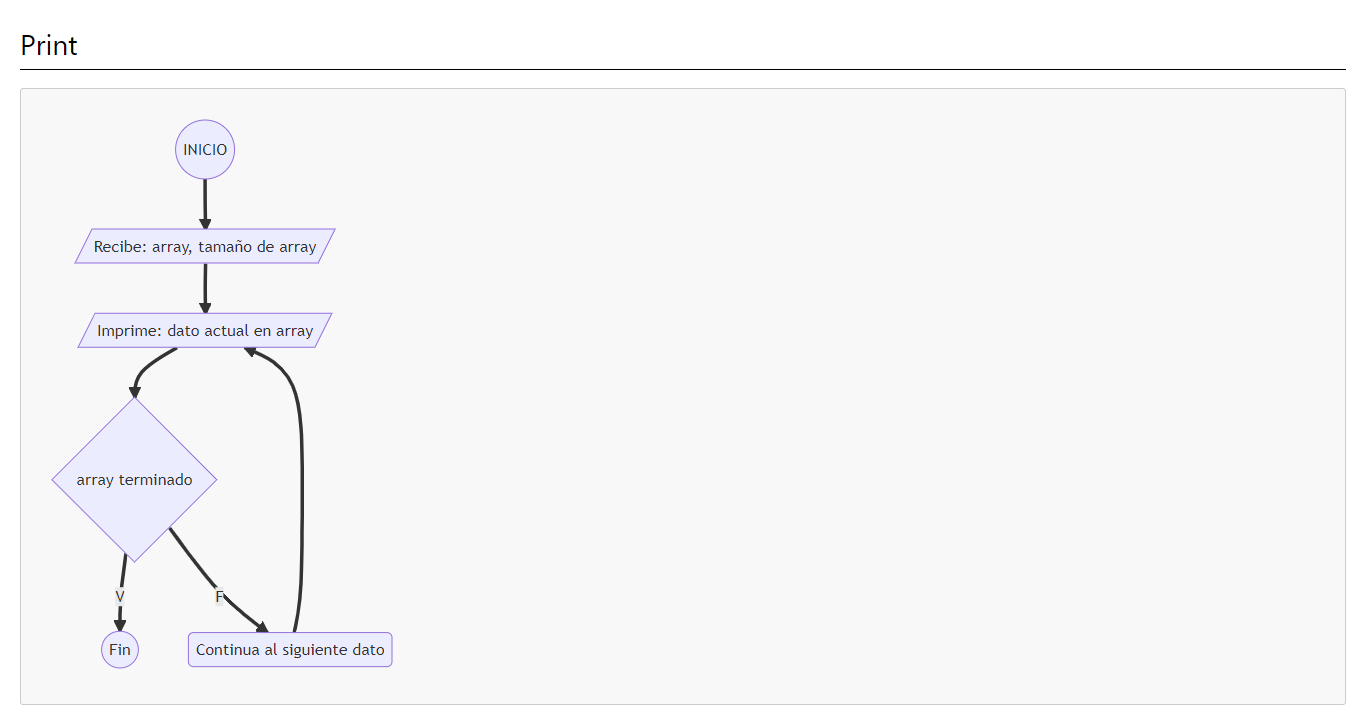 Print
INICIO
Recibe: array, tamaño de array
Imprime: dato actual en array
array terminado
V
F
Fin
Continua al siguiente dato